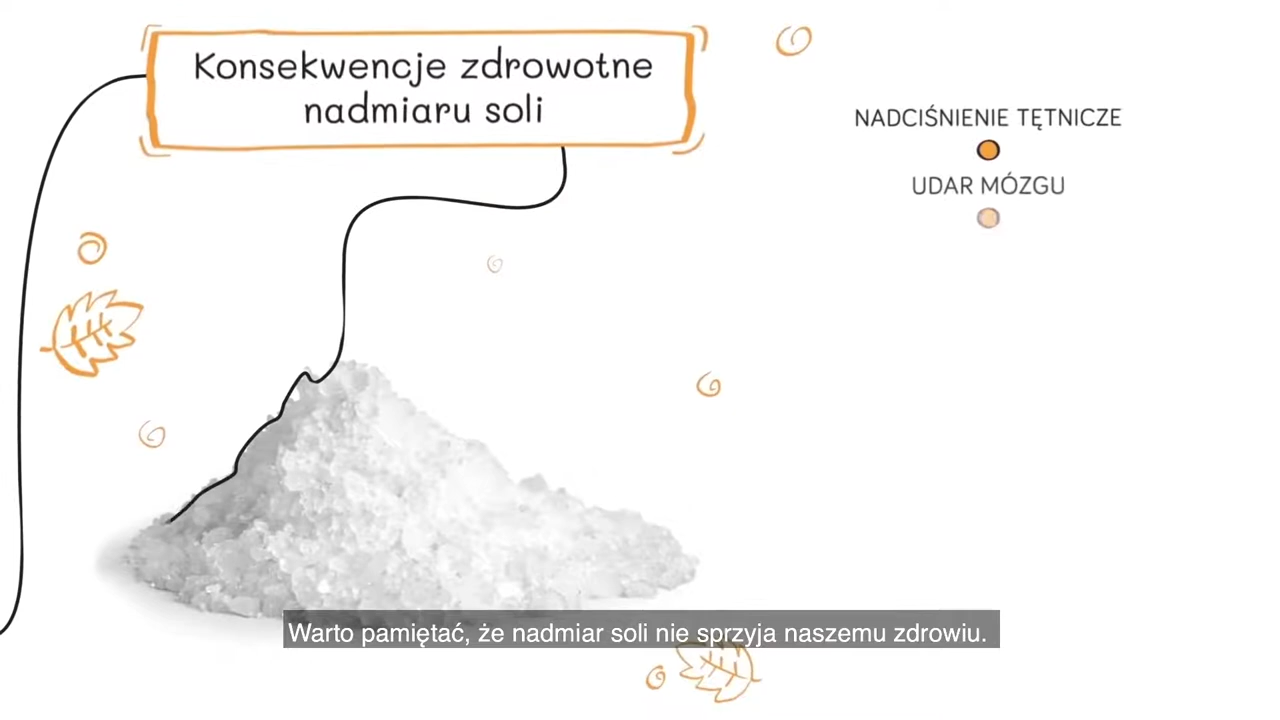 Konsekwencje zdrowotne
nadmiaru soli
NADCIŚNIENIE TĘTNICZE
UDAR MÓZGU
Warto pamiętać, że nadmiar soli nie sprzyja naszemu zdrowiu.